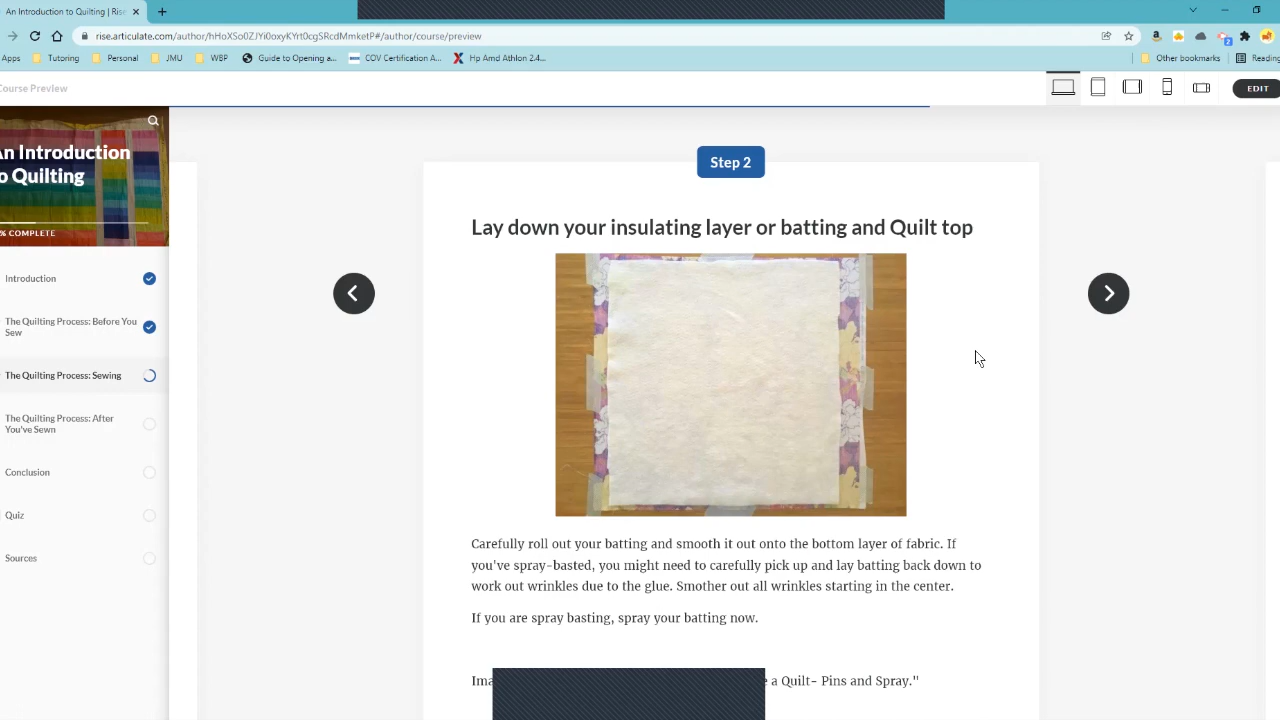 An Introduction to Quilting | Rise
rise.articulate.com/author/hHoXSo0ZJYi0oxyKYrt0cgSRcdMmketP#/author/course/preview
Apps Tutoring Personal JMU WBP Guide to Opening a... COV Certification A... Hp Amd Athlon 2.4... Other bookmarks Reading
Course Preview
EDIT
An Introduction
to Quilting
% COMPLETE
Introduction
The Quilting Process: Before You
Sew
The Quilting Process: Sewing
The Quilting Process: After
You've Sewn
Conclusion
Quiz
Sources
Step 2
Lay down your insulating layer or batting and Quilt top
Carefully roll out your batting and smooth it out onto the bottom layer of fabric. If
you've spray-basted, you might need to carefully pick up and lay batting back down to
work out wrinkles due to the glue. Smother out all wrinkles starting in the center.
If you are spray basting, spray your batting now.
a Quilt- Pins and Spray."